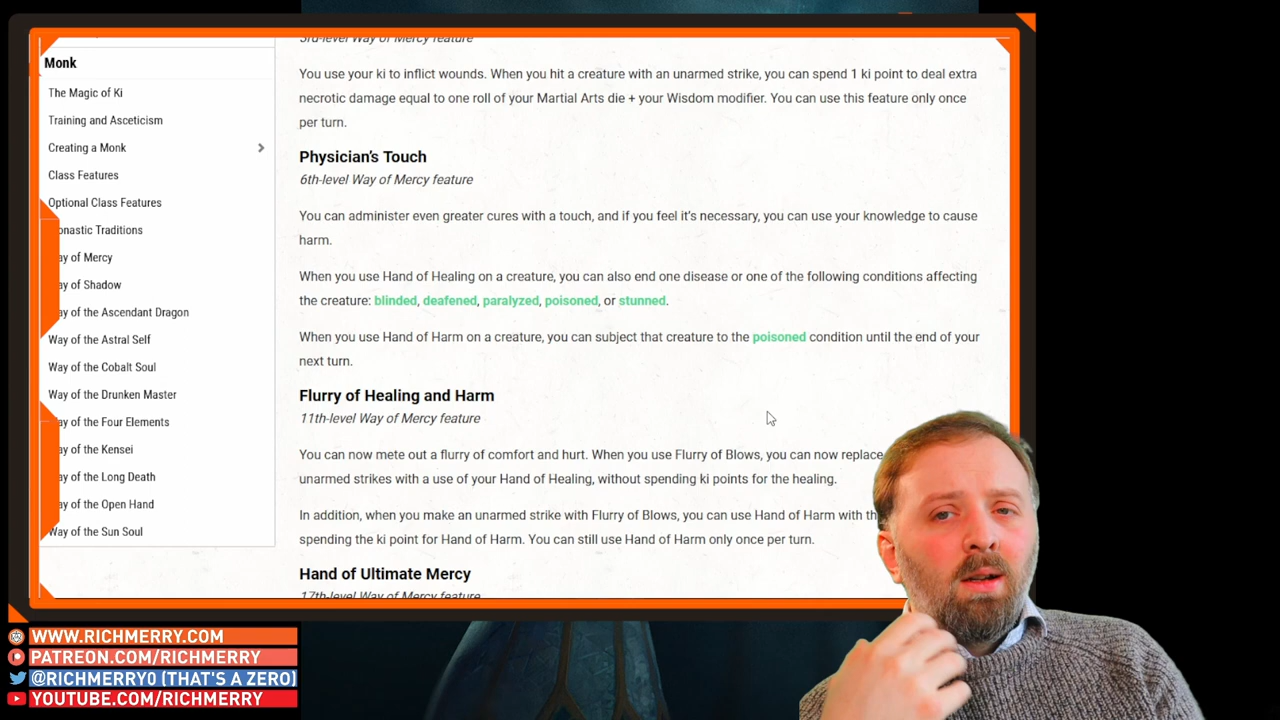 3rd-level Way of Mercy feature
Monk
The Magic of Ki
Training and Asceticism
Creating a Monk
Class Features
Optional Class Features
onastic Traditions
ay of Mercy
ay of Shadow
ay of the Ascendant Dragon
Way of the Astral Self
Way of the Cobalt Soul
Way of the Drunken Master
ay of the Four Elements
ay of the Kensei
ay of the Long Death
ay of the Open Hand
Way of the Sun Soul
You use your ki to inflict wounds. When you hit a creature with an unarmed strike, you can spend 1 ki point to deal extra
necrotic damage equal to one roll of your Martial Arts die + your Wisdom modifier. You can use this feature only once
per turn.
Physician's Touch
6th-level Way of Mercy feature
You can administer even greater cures with a touch, and if you feel it's necessary, you can use your knowledge to cause
harm.
When you use Hand of Healing on a creature, you can also end one disease or one of the following conditions affecting
the creature: blinded, deafened, paralyzed, poisoned, or stunned.
When you use Hand of Harm on a creature, you can subject that creature to the poisoned condition until the end of your
next turn.
Flurry of Healing and Harm
11th-level Way of Mercy feature
You can now mete out a flurry of comfort and hurt. When you use Flurry of Blows, you can now replace
unarmed strikes with a use of your Hand of Healing, without spending ki points for the healing.
In addition, when you make an unarmed strike with Flurry of Blows, you can use Hand of Harm with th
spending the ki point for Hand of Harm. You can still use Hand of Harm only once per turn.
Hand of Ultimate Mercy
17th-level Way of Mercy feature
WWW.RICHMERRY.COM
PATREON.COM/RICHMERRY
@RICHMERRY0 (THAT'S A ZERO)
YOUTUBE.COM/RICHMERRY